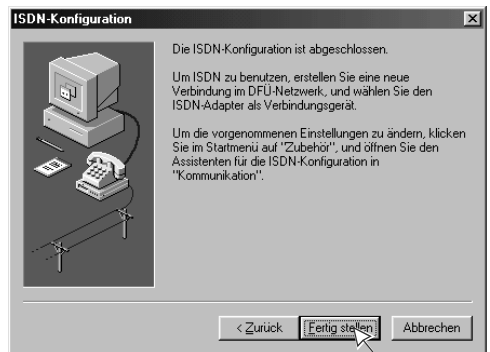 ISDN-Konfiguration
Die ISDN-Konfiguration ist abgeschlossen.
Um ISDN zu benutzen, erstellen Sie eine neue
Verbindung im DFÜ-Netzwerk, und wählen Sie den
ISDN-Adapter als Verbindungsgerät.
Um die vorgenommenen Einstellungen zu ändern, klicken
Sie im Startmenü auf "Zubehör", und öffnen Sie den
Assistenten für die ISDN-Konfiguration in
"Kommunikation".
< Zurück
Fertig stellen
Abbrechen